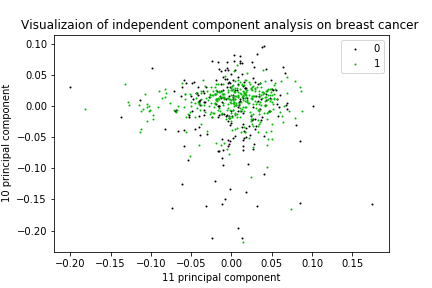 Visualizaion of independent component analysis on breast cancer
0
1
0.10
0.05
0.00
−0.05
−0.10
−0.15
−0.20
10 principal component
−0.20 −0.15 −0.10 −0.05 0.00 0.05 0.10 0.15
11 principal component